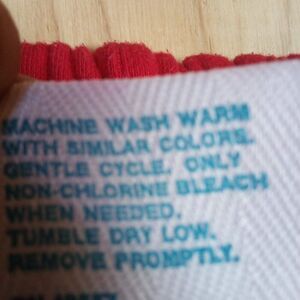 MACHINE WASH WARM
WITH SIMILAR COLORS.
GENTLE CYCLE. ONLY
NON-CHLORINE BLEACH
WHEN NEEDED.
TUMBLE DRY LOW.
REMOVE PROMPTLY.